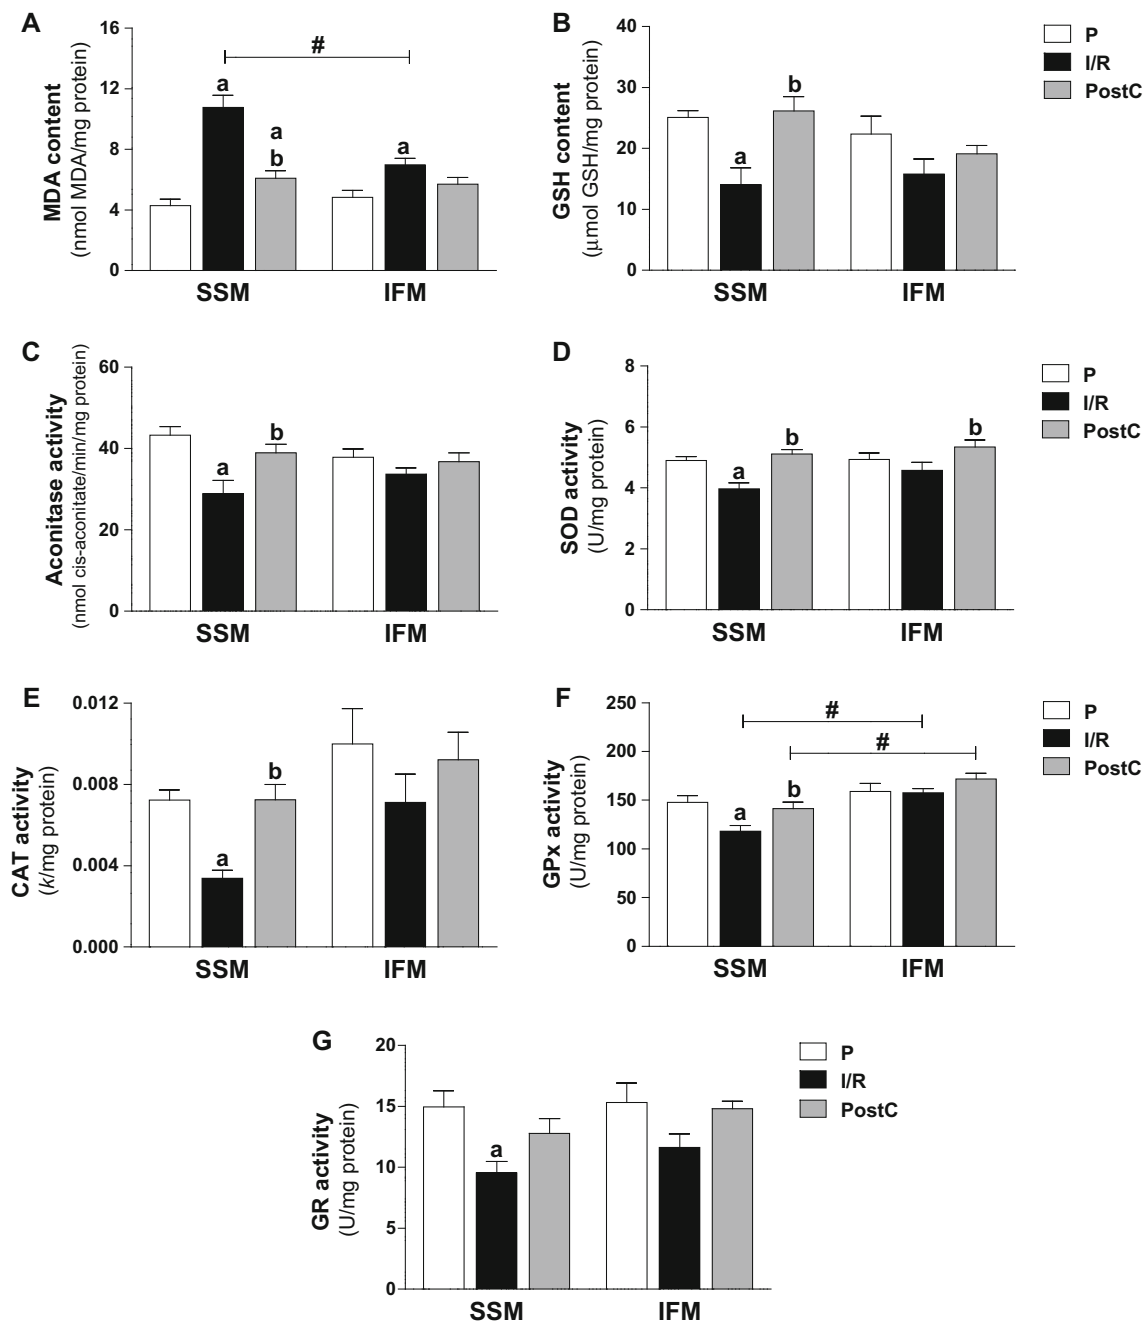 A
MDA content
(nmol MDA/mg protein)
16
12
8
4
0
#
a
a
b
a
SSM
IFM
B
GSH content
(μmol GSH/mg protein)
40
30
20
10
0
a
b
SSM
IFM
P
I/R
PostC
C
Aconitase activity
(nmol cis-aconitate/min/mg protein)
60
40
20
0
a
b
SSM
IFM
D
SOD activity
(U/mg protein)
8
6
4
2
0
a
b
b
SSM
IFM
P
I/R
PostC
E
CAT activity
(k/mg protein)
0.012
0.008
0.004
0.000
a
b
SSM
IFM
F
GPx activity
(U/mg protein)
250
200
150
100
50
0
#
#
a
b
SSM
IFM
P
I/R
PostC
G
GR activity
(U/mg protein)
20
15
10
5
0
a
SSM
IFM
P
I/R
PostC